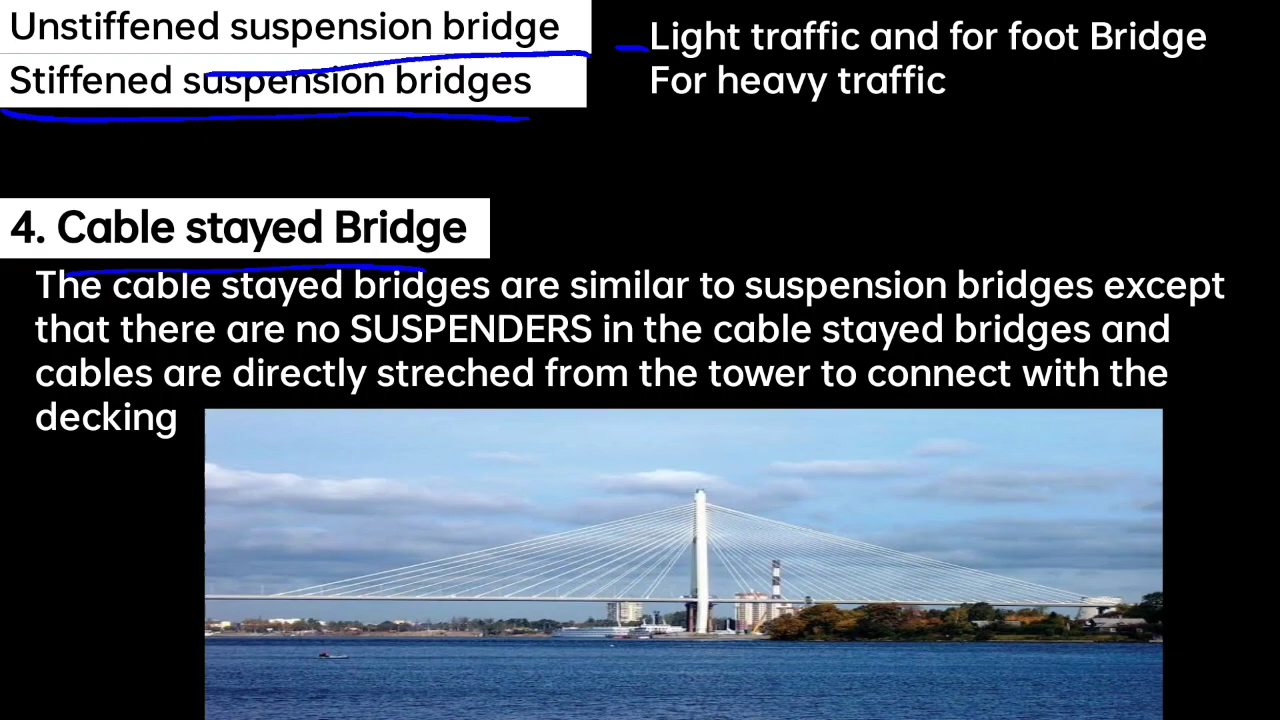 Unstiffened suspension bridge
Light traffic and for foot Bridge
Stiffened suspension bridges
For heavy traffic
4. Cable stayed Bridge
The cable stayed bridges are similar to suspension bridges except
that there are no SUSPENDERS in the cable stayed bridges and
cables are directly streched from the tower to connect with the
decking